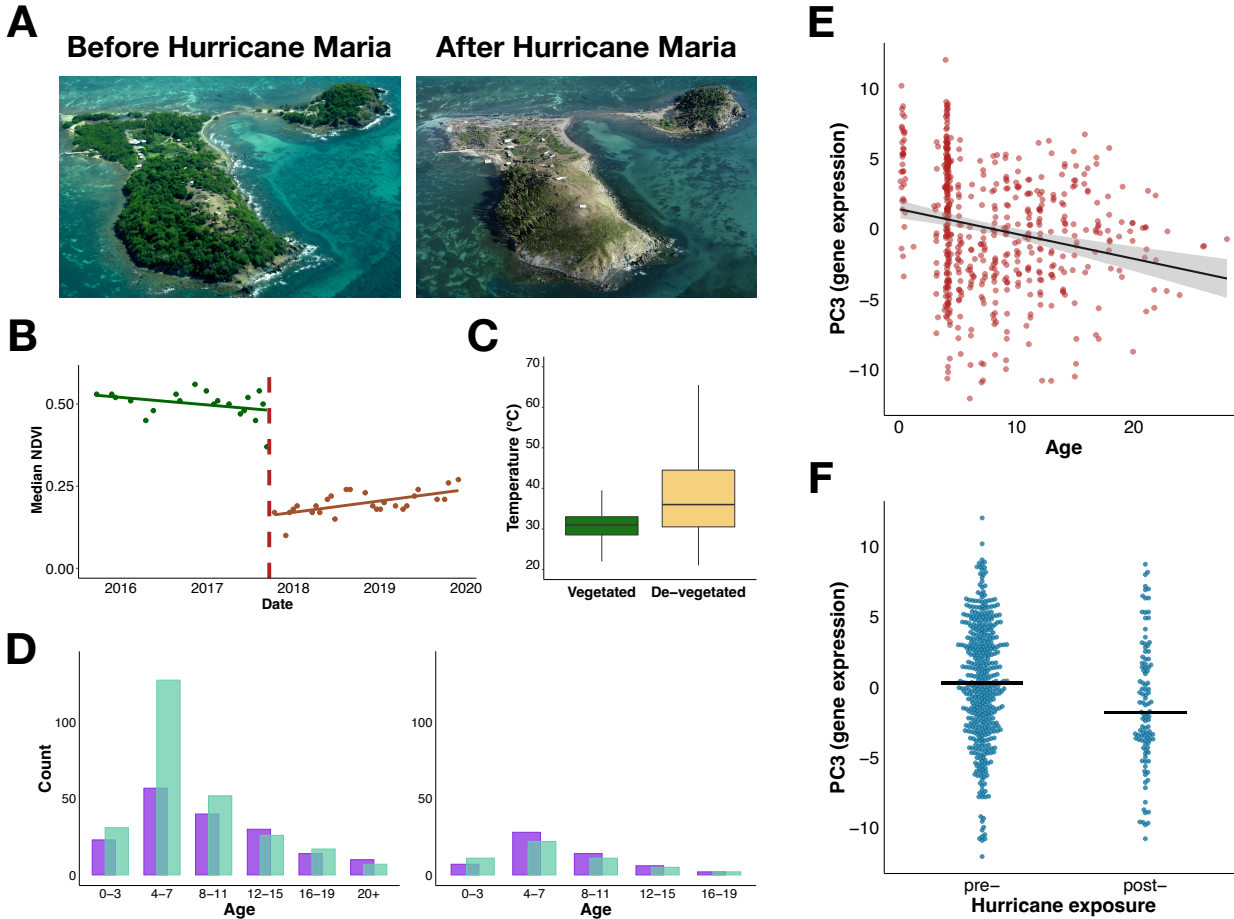 A
Before Hurricane Maria
After Hurricane Maria
B
Median NDVI
0.50
0.25
0.00
2016 2017 2018 2019 2020
Date
C
Temperature (°C)
70
60
50
40
30
20
Vegetated De-vegetated
D
Count
100
50
0
0-3 4-7 8-11 12-15 16-19 20+
Age
100
50
0
0-3 4-7 8-11 12-15 16-19
Age
E
PC3 (gene expression)
10
5
0
−5
−10
0 10 20
Age
F
PC3 (gene expression)
10
5
0
−5
−10
pre- post-
Hurricane exposure